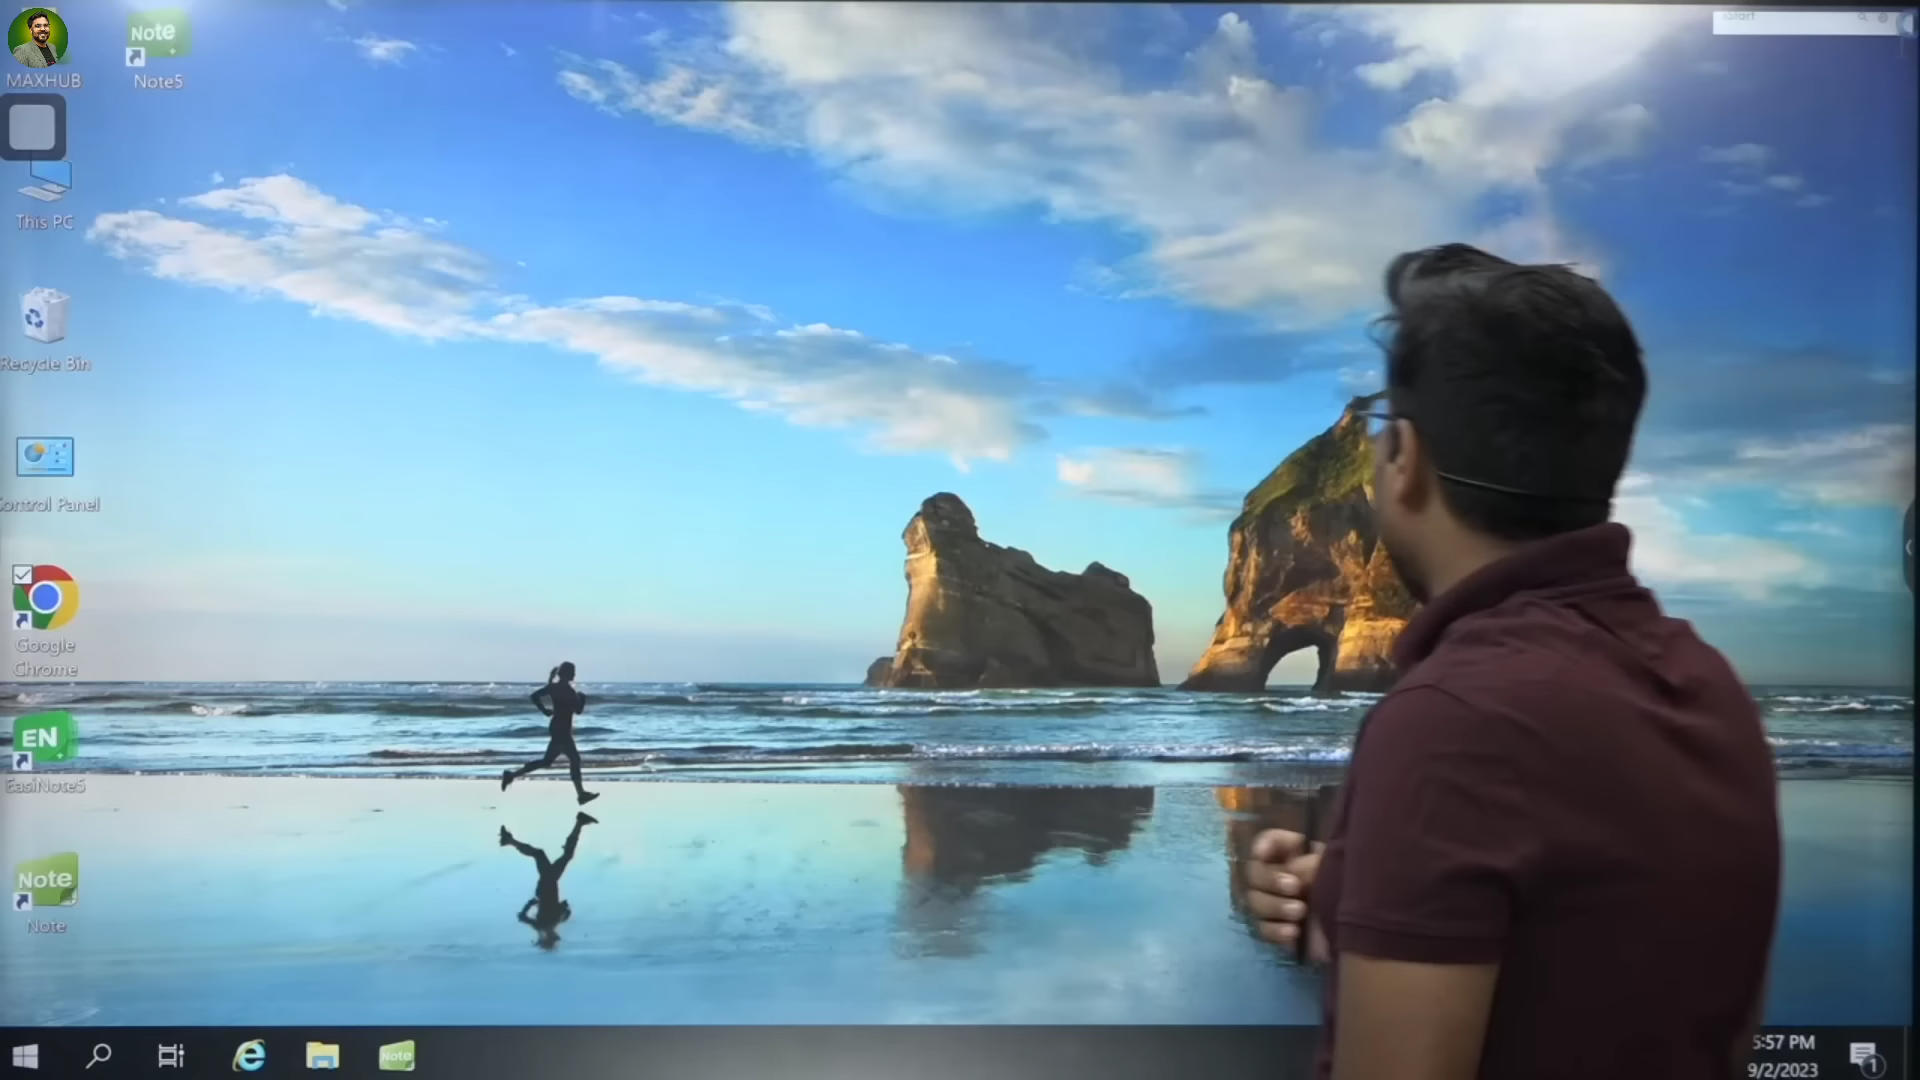 Note
MAXHUB
Note5
This PC
Recycle Bin
Control Panel
Google
Chrome
EN
EasiNote5
Note
Note
Note
5:57 PM
9/2/2023
1